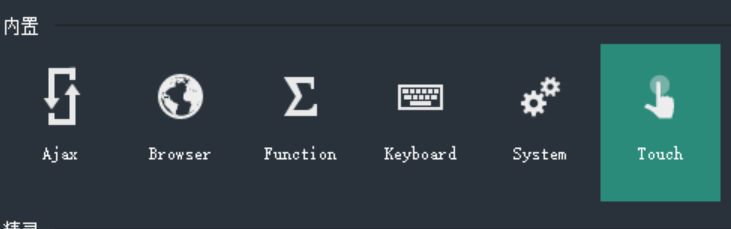 内置
Ajax Browser Function Keyboard System Touch